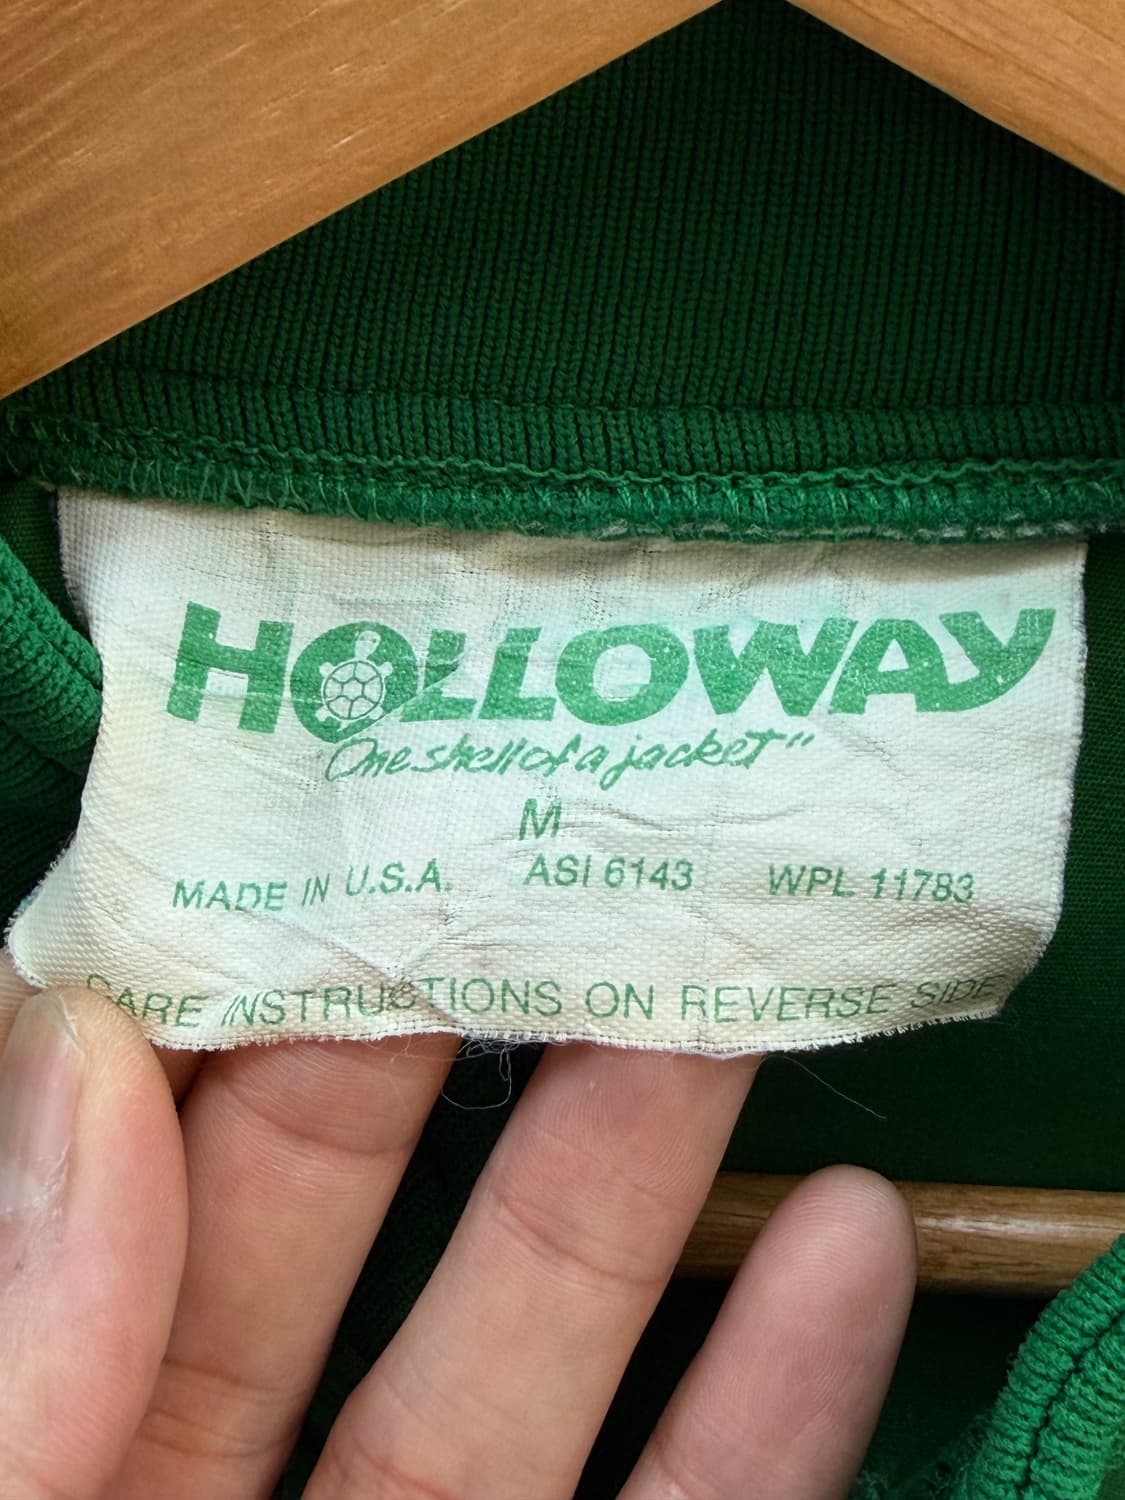 HOLLOWAY
"One shell of a jacket"
M
MADE IN U.S.A. ASI 6143 WPL 11783
CARE INSTRUCTIONS ON REVERSE SIDE